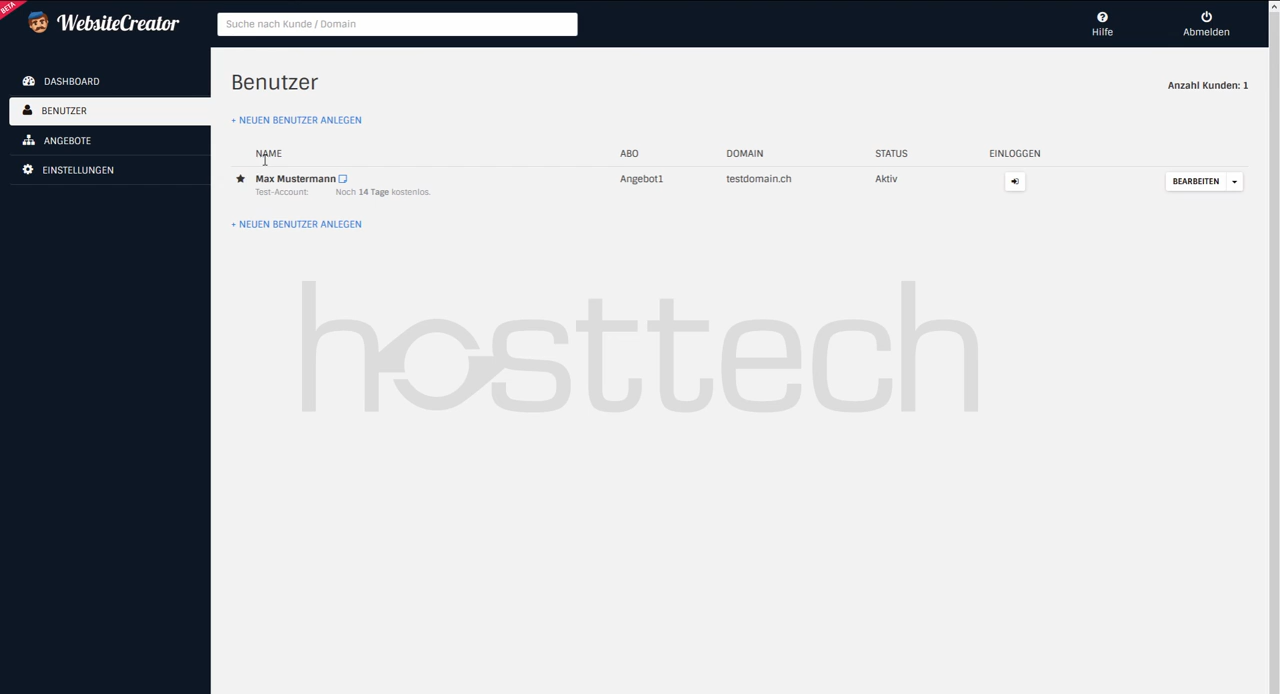 BETA
WebsiteCreator
Suche nach Kunde / Domain
Hilfe
Abmelden
DASHBOARD
BENUTZER
ANGEBOTE
EINSTELLUNGEN
Benutzer
Anzahl Kunden: 1
+ NEUEN BENUTZER ANLEGEN
NAME ABO DOMAIN STATUS EINLOGGEN
Max Mustermann Angebot1 testdomain.ch Aktiv BEARBEITEN
Test-Account: Noch 14 Tage kostenlos.
+ NEUEN BENUTZER ANLEGEN
hosttech